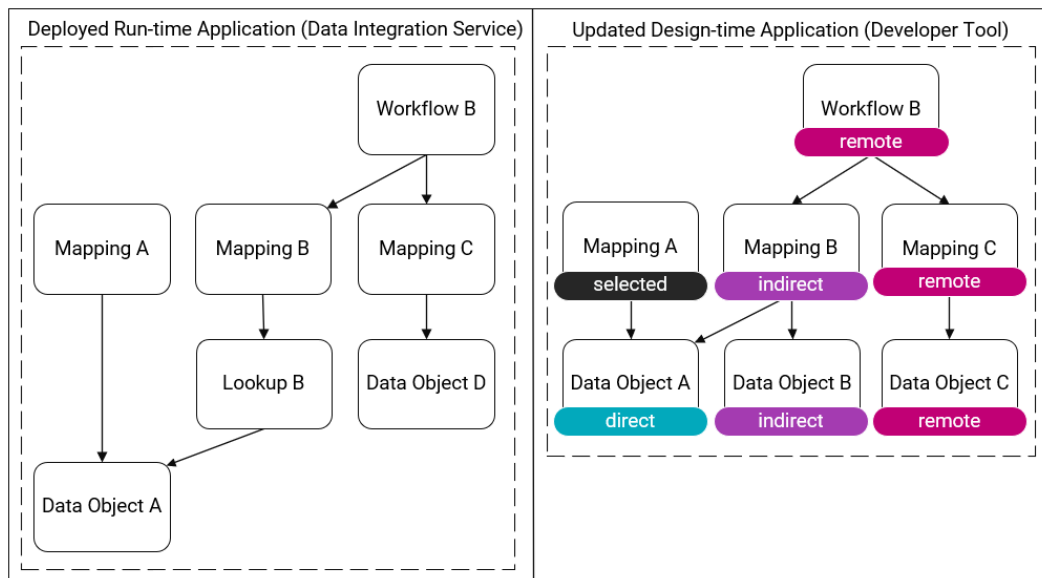 Deployed Run-time Application (Data Integration Service)
Workflow B
Mapping A
Mapping B
Mapping C
Lookup B
Data Object D
Data Object A
Updated Design-time Application (Developer Tool)
Workflow B
remote
Mapping A
selected
Mapping B
indirect
Mapping C
remote
Data Object A
direct
Data Object B
indirect
Data Object C
remote